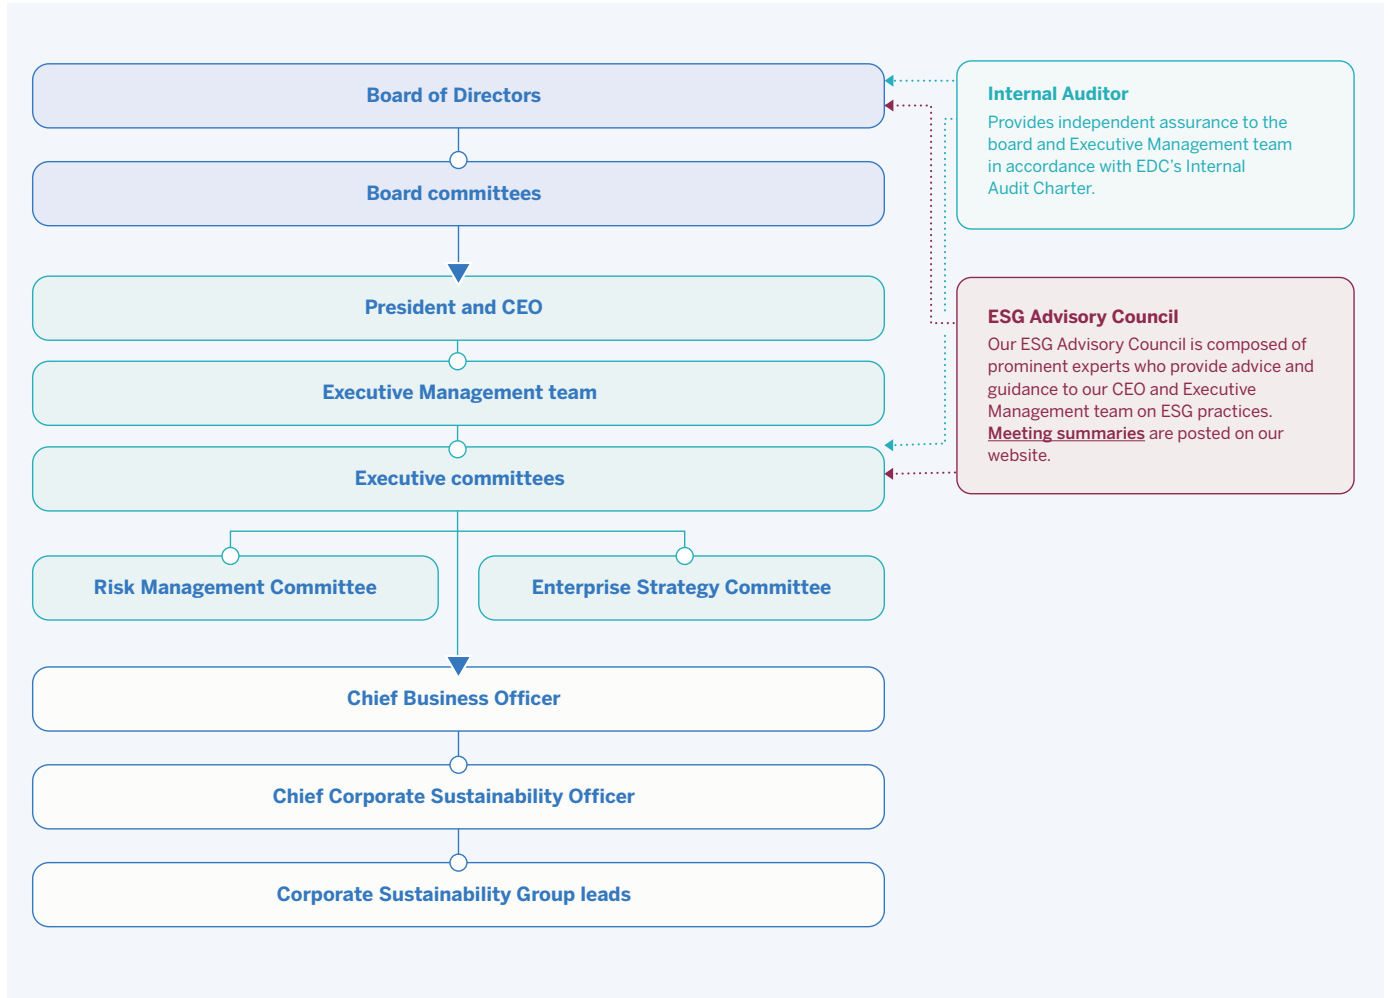 Board of Directors
Board committees
President and CEO
Executive Management team
Executive committees
Risk Management Committee
Enterprise Strategy Committee
Chief Business Officer
Chief Corporate Sustainability Officer
Corporate Sustainability Group leads
Internal Auditor
Provides independent assurance to the
board and Executive Management team
in accordance with EDC’s Internal
Audit Charter.
ESG Advisory Council
Our ESG Advisory Council is composed of
prominent experts who provide advice and
guidance to our CEO and Executive
Management team on ESG practices.
Meeting summaries are posted on our
website.